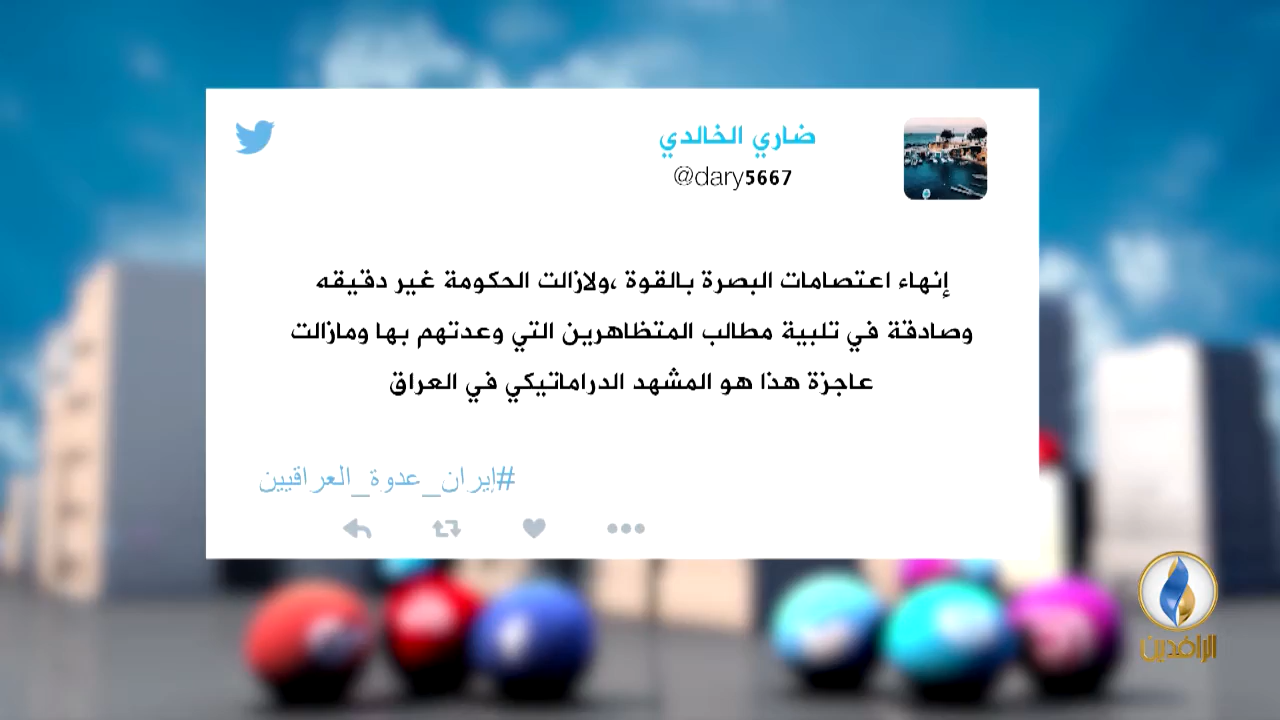 ضاري الخالدي
@dary5667
إنهاء اعتصامات البصرة بالقوة ،ولازالت الحكومة غير دقيقه
وصادقة في تلبية مطالب المتظاهرين التي وعدتهم بها ومازالت
عاجزة هذا هو المشهد الدراماتيكي في العراق
#إيران_عدوة_العراقيين
الرافدين